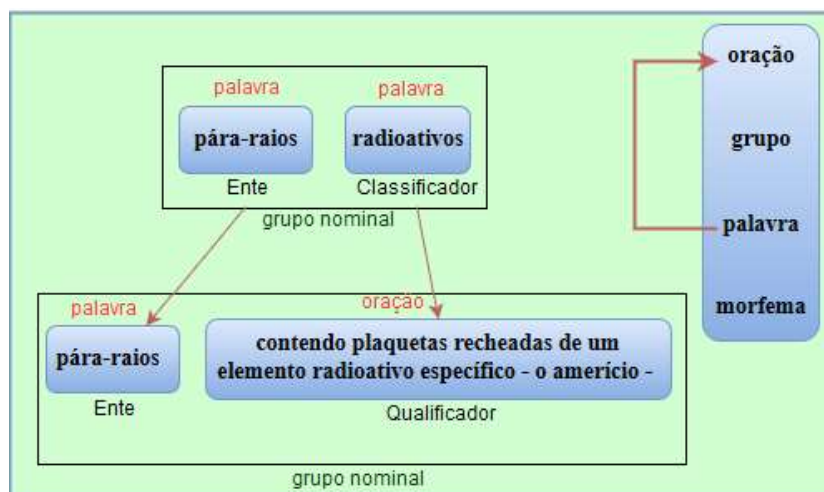 palavra palavra
pára-raios radioativos
Ente Classificador
grupo nominal
palavra oração
pára-raios
contendo plaquetas recheadas de um
elemento radioativo específico - o amerício -
Ente Qualificador
grupo nominal
oração
grupo
palavra
morfema